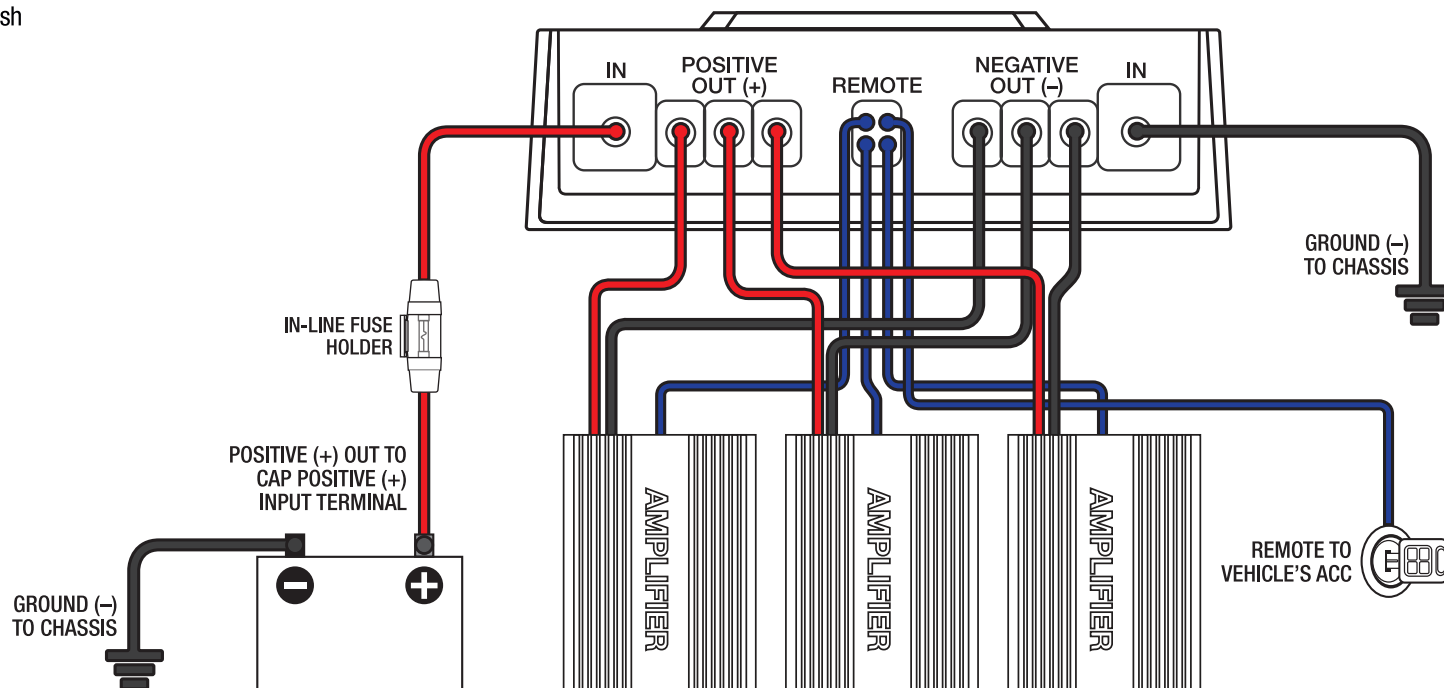 sh
IN
POSITIVE
OUT (+)
REMOTE
NEGATIVE
OUT (–)
IN
GROUND (–)
TO CHASSIS
IN-LINE FUSE
HOLDER
POSITIVE (+) OUT TO
CAP POSITIVE (+)
INPUT TERMINAL
GROUND (–)
TO CHASSIS
AMPLIFIER
AMPLIFIER
AMPLIFIER
REMOTE TO
VEHICLE'S ACC